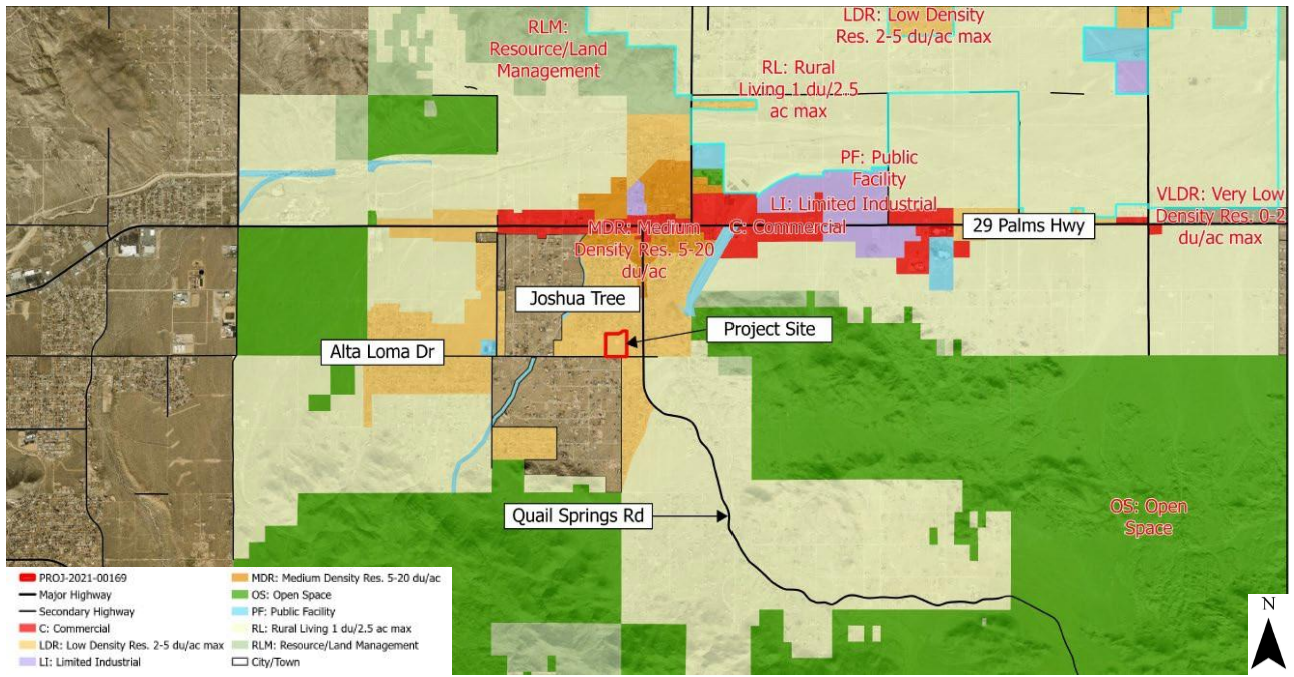 RLM:
Resource/Land
Management
LDR: Low Density
Res. 2-5 du/ac max
RL: Rural
Living 1 du/2.5
ac max
PF: Public
Facility
LI: Limited Industrial
VLDR: Very Low
Density Res. 0-2
du/ac max
MDR: Medium
Density Res. 5-20
du/ac
C: Commercial
29 Palms Hwy
Joshua Tree
Project Site
Alta Loma Dr
Quail Springs Rd
OS: Open
Space
PROJ-2021-00169
Major Highway
Secondary Highway
C: Commercial
LDR: Low Density Res. 2-5 du/ac max
LI: Limited Industrial
MDR: Medium Density Res. 5-20 du/ac
OS: Open Space
PF: Public Facility
RL: Rural Living 1 du/2.5 ac max
RLM: Resource/Land Management
City/Town
N